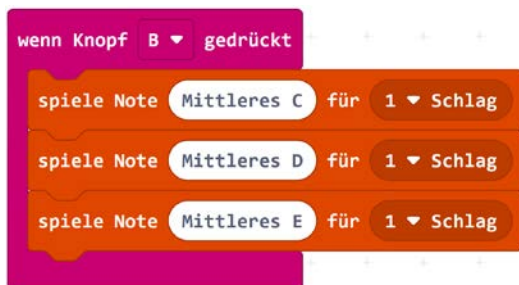 wenn Knopf B gedrückt
spiele Note Mittleres C für 1 Schlag
spiele Note Mittleres D für 1 Schlag
spiele Note Mittleres E für 1 Schlag